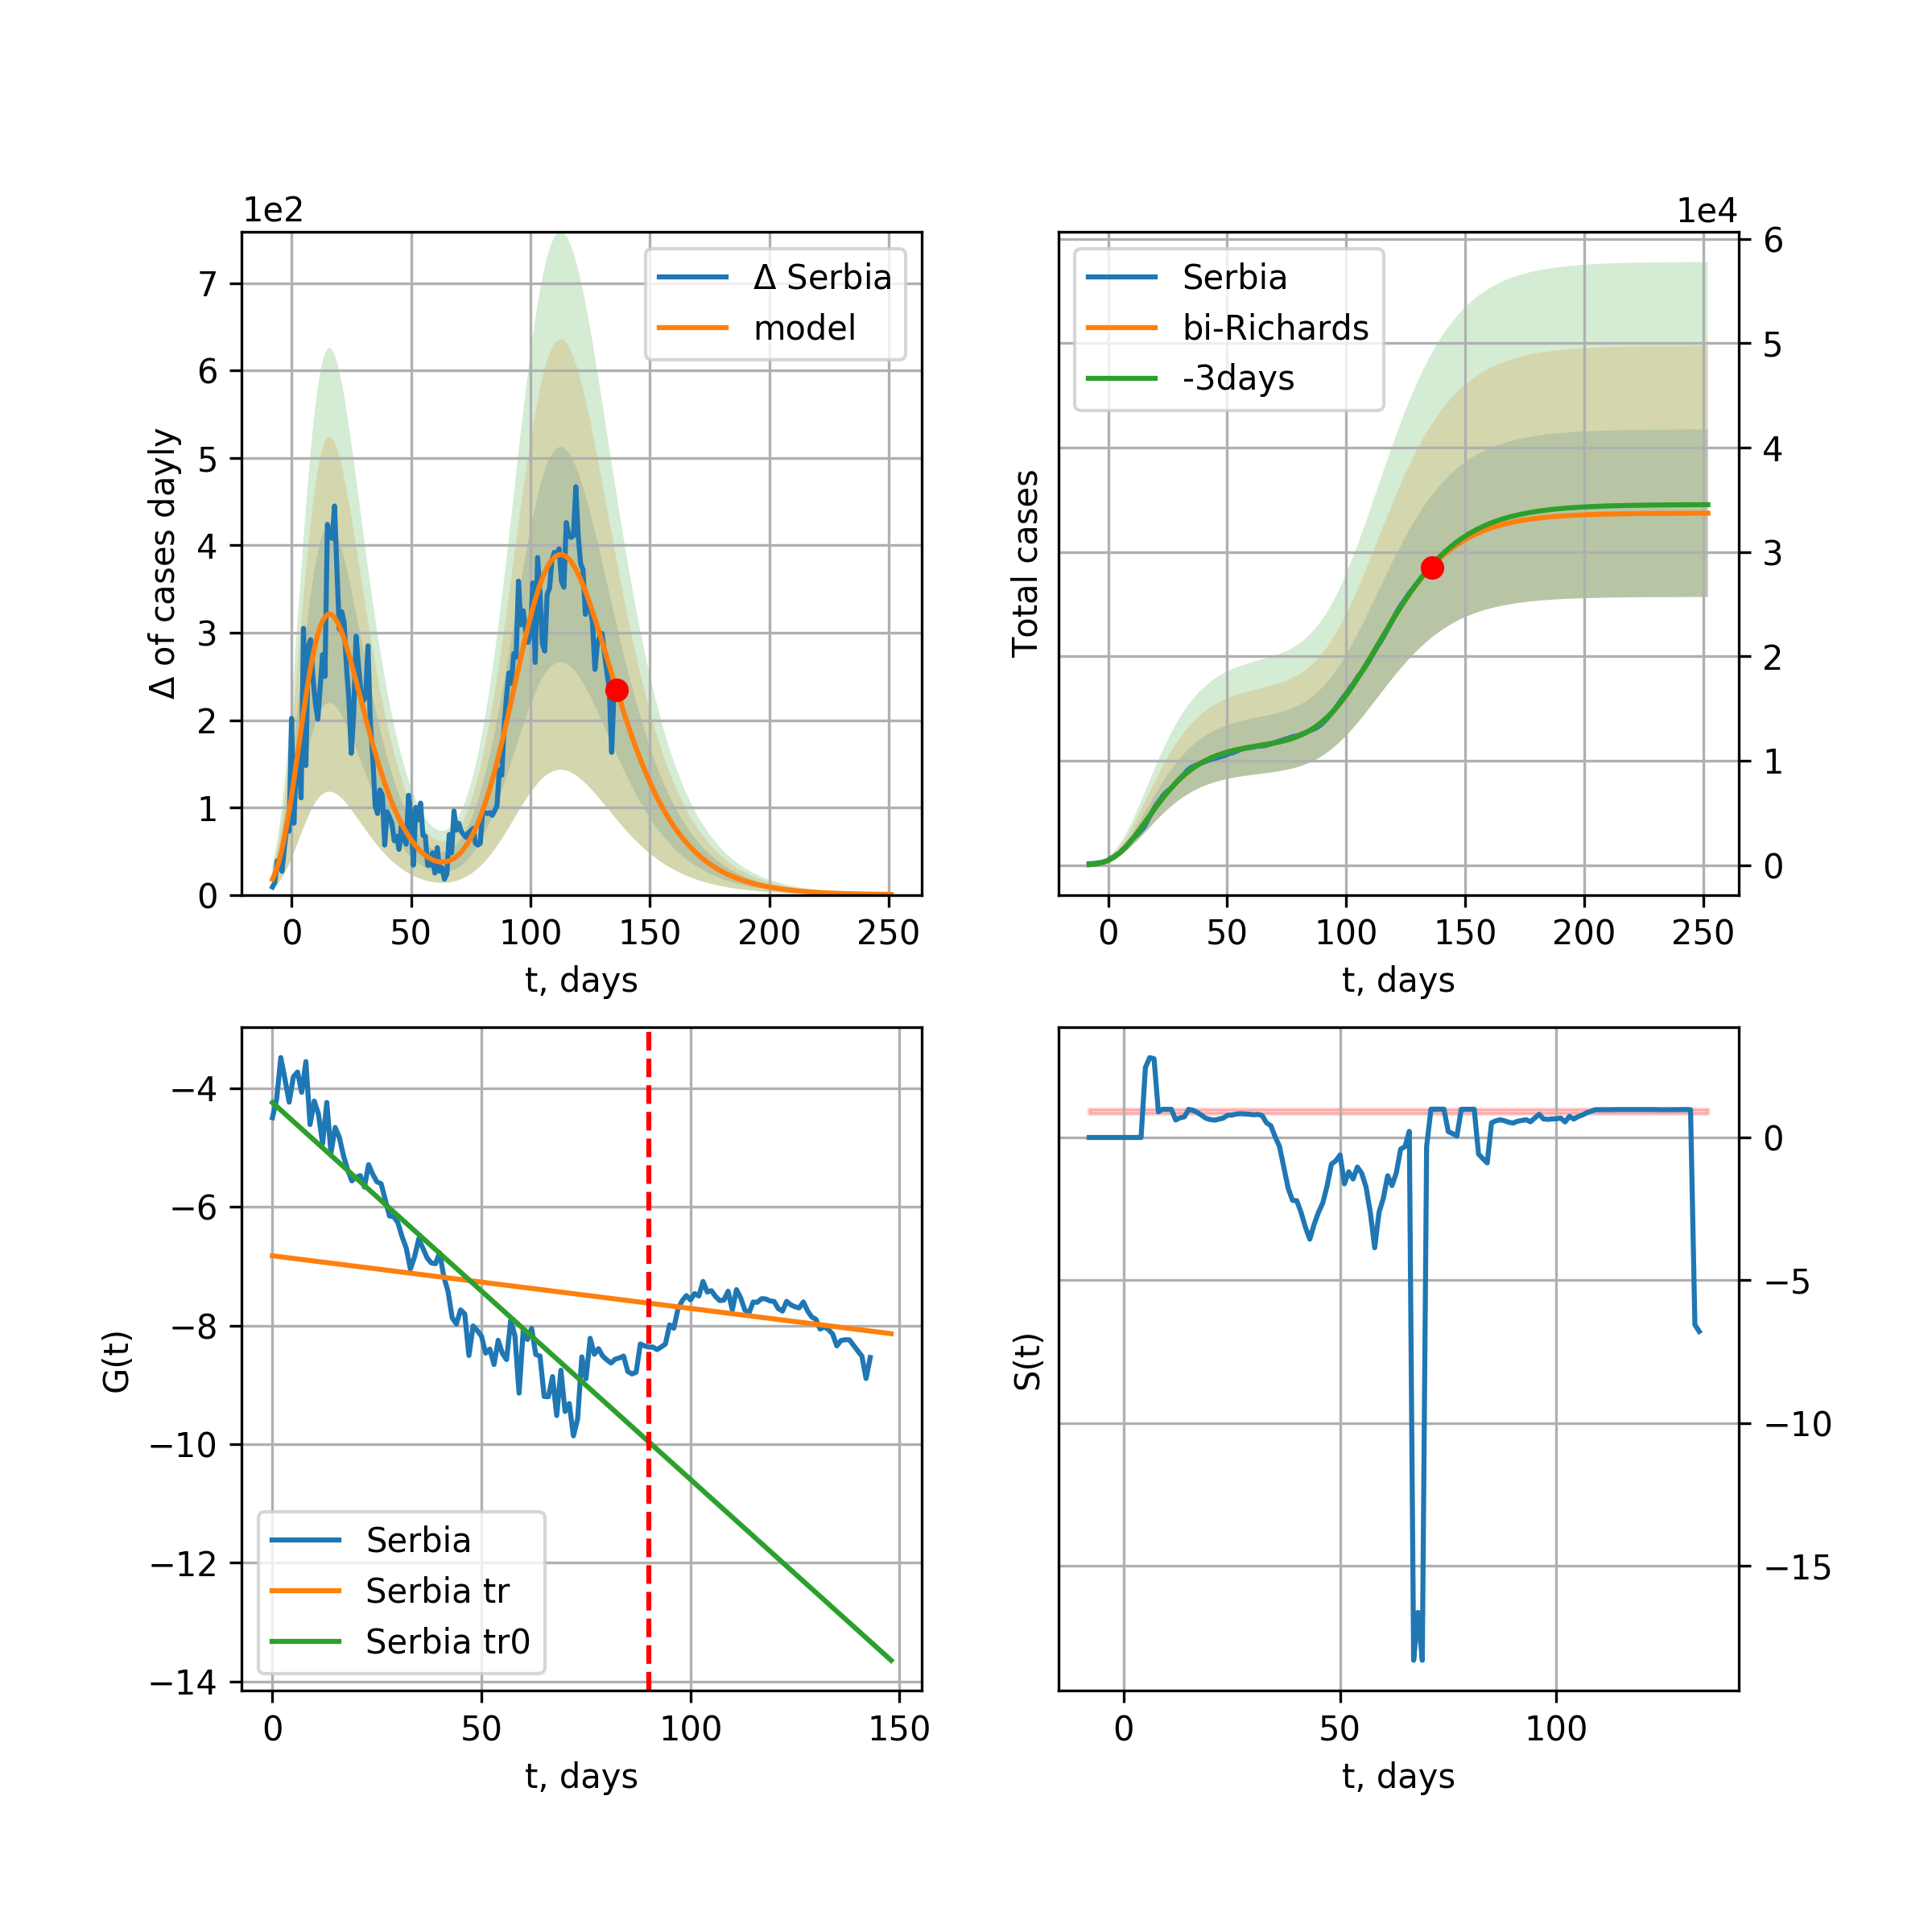 1e2
Δ of cases dayly
7
6
5
4
3
2
1
0
Δ Serbia
model
0 50 100 150 200 250
t, days
1e4
Total cases
Serbia
bi-Richards
-3days
6
5
4
3
2
1
0
0 50 100 150 200 250
t, days
G(t)
−4
−6
−8
−10
−12
−14
Serbia
Serbia tr
Serbia tr0
0 50 100 150
t, days
S(t)
0
−5
−10
−15
0 50 100
t, days